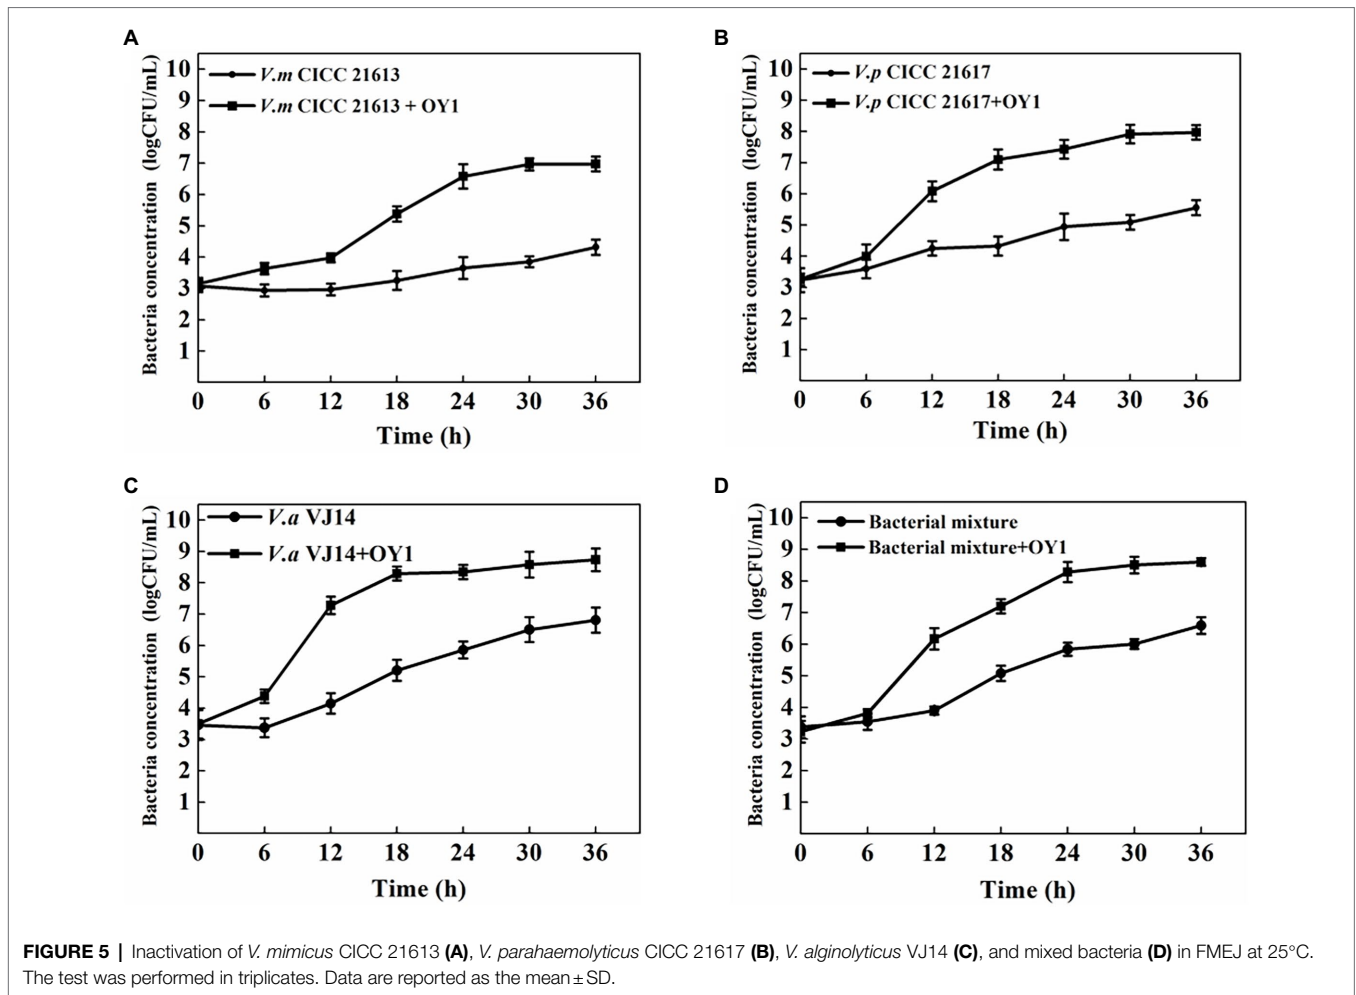 A
Bacteria concentration (logCFU/mL)
10
9
8
7
6
5
4
3
2
1
V.m CICC 21613
V.m CICC 21613 + OY1
0 6 12 18 24 30 36
Time (h)
B
Bacteria concentration (logCFU/mL)
10
9
8
7
6
5
4
3
2
1
V.p CICC 21617
V.p CICC 21617+OY1
0 6 12 18 24 30 36
Time (h)
C
Bacteria concentration (logCFU/mL)
10
9
8
7
6
5
4
3
2
1
V.a VJ14
V.a VJ14+OY1
0 6 12 18 24 30 36
Time (h)
D
Bacteria concentration (logCFU/mL)
10
9
8
7
6
5
4
3
2
1
Bacterial mixture
Bacterial mixture+OY1
0 6 12 18 24 30 36
Time (h)
FIGURE 5 | Inactivation of V. mimicus CICC 21613 (A), V. parahaemolyticus CICC 21617 (B), V. alginolyticus VJ14 (C), and mixed bacteria (D) in FMEJ at 25°C.
The test was performed in triplicates. Data are reported as the mean ± SD.